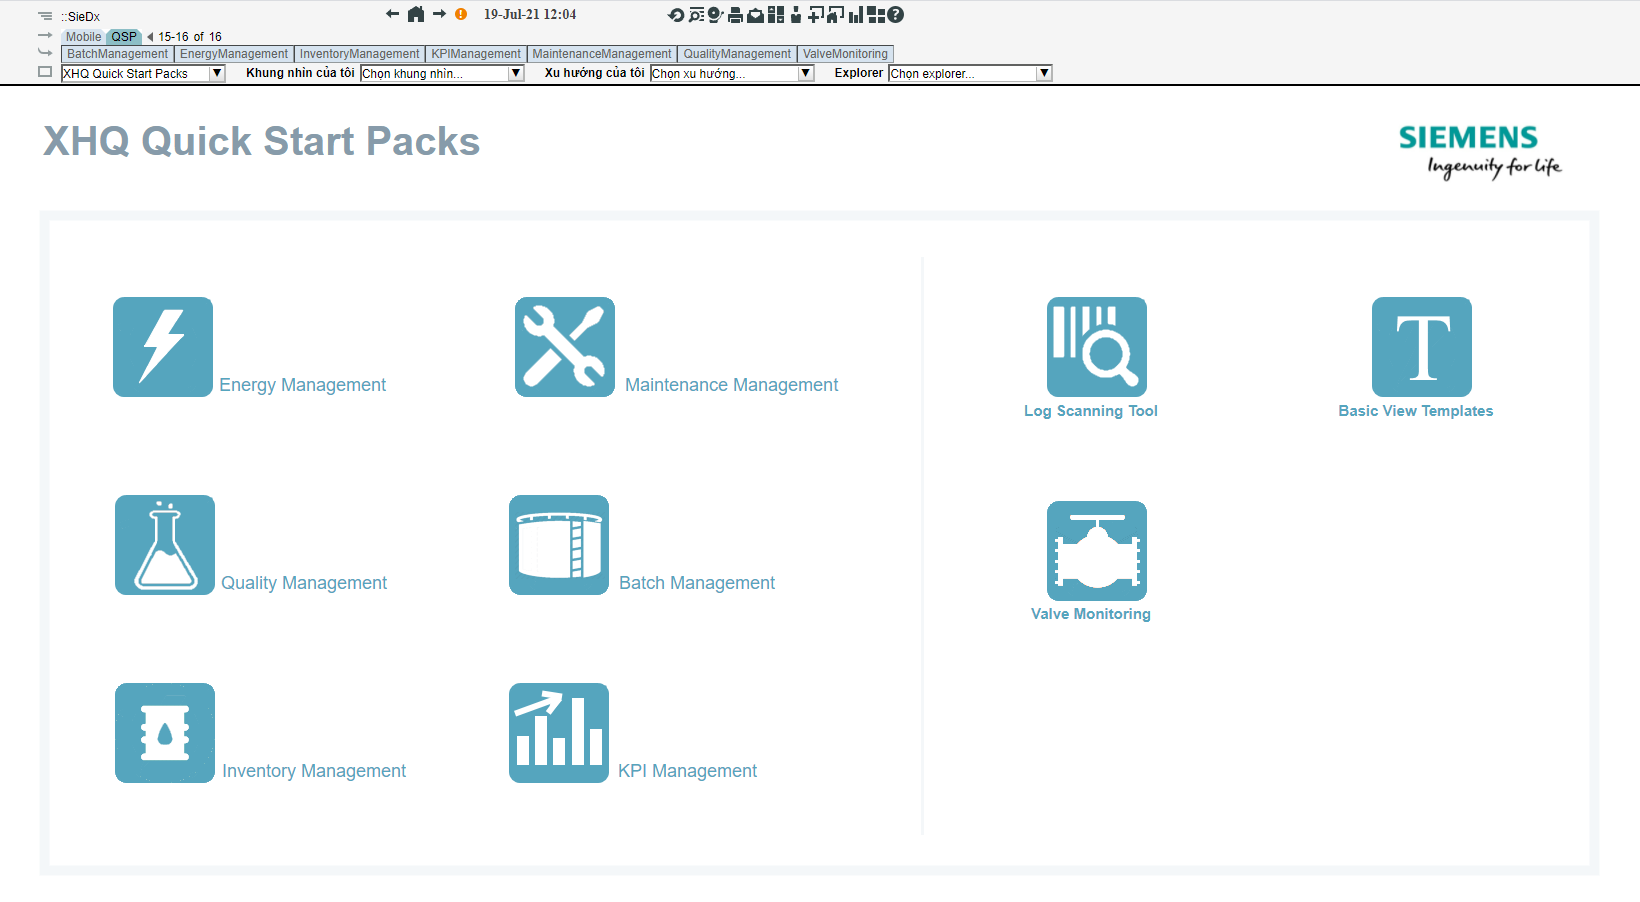 ::SieDx
19-Jul-21 12:04
Mobile QSP 15-16 of 16
BatchManagement EnergyManagement InventoryManagement KPIManagement MaintenanceManagement QualityManagement ValveMonitoring
XHQ Quick Start Packs Khung nhìn của tôi Chọn khung nhìn... Xu hướng của tôi Chọn xu hướng... Explorer Chọn explorer...
XHQ Quick Start Packs
SIEMENS
Ingenuity for life
Energy Management
Maintenance Management
Log Scanning Tool
T
Basic View Templates
Quality Management
Batch Management
Valve Monitoring
Inventory Management
KPI Management